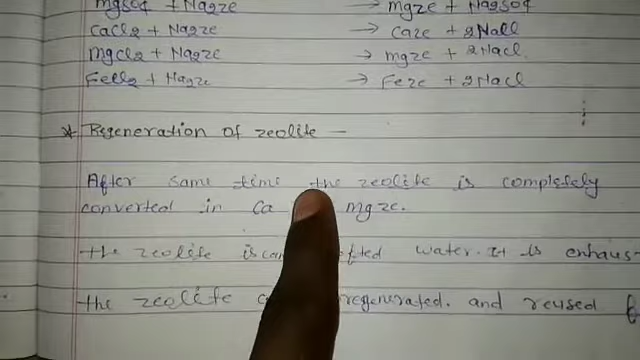 mgso4 + Na2ze → mgze + Na2so4
cacl2 + Na2ze → caze + 2Nacl
mgcl2 + Na2ze → mgze + 2Nacl
Fecl2 + Na2ze → Feze + 2Nacl
* Regeneration of zeolite —
After same time the zeolite is completely
converted in Ca mgze.
the zeolite is water. it is exhaus-
the zeolite regenerated. and reused